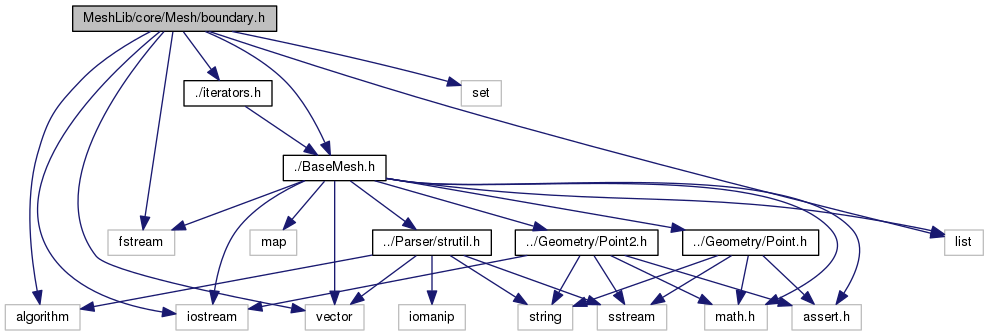 MeshLib/core/Mesh/boundary.h
./iterators.h
set
./BaseMesh.h
fstream
map
../Parser/strutil.h
../Geometry/Point2.h
../Geometry/Point.h
list
algorithm
iostream
vector
iomanip
string
sstream
math.h
assert.h